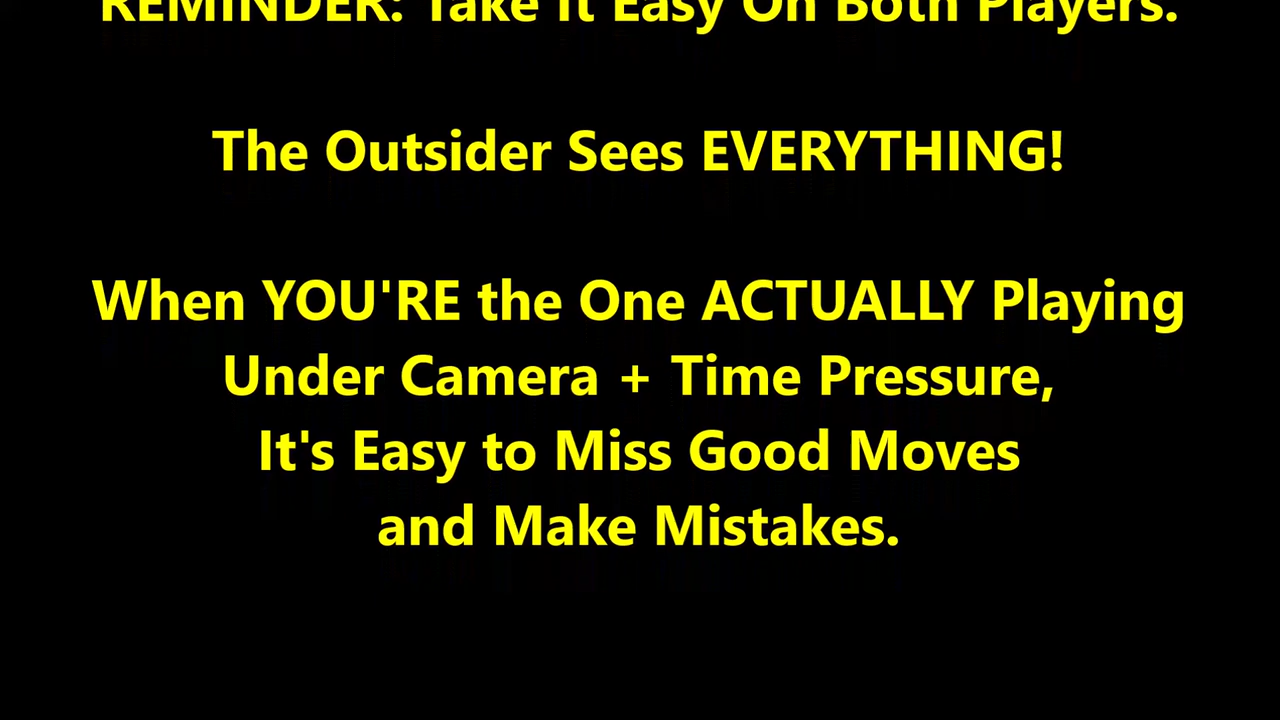 REMINDER: Take It Easy On Both Players.
The Outsider Sees EVERYTHING!
When YOU'RE the One ACTUALLY Playing
Under Camera + Time Pressure,
It's Easy to Miss Good Moves
and Make Mistakes.